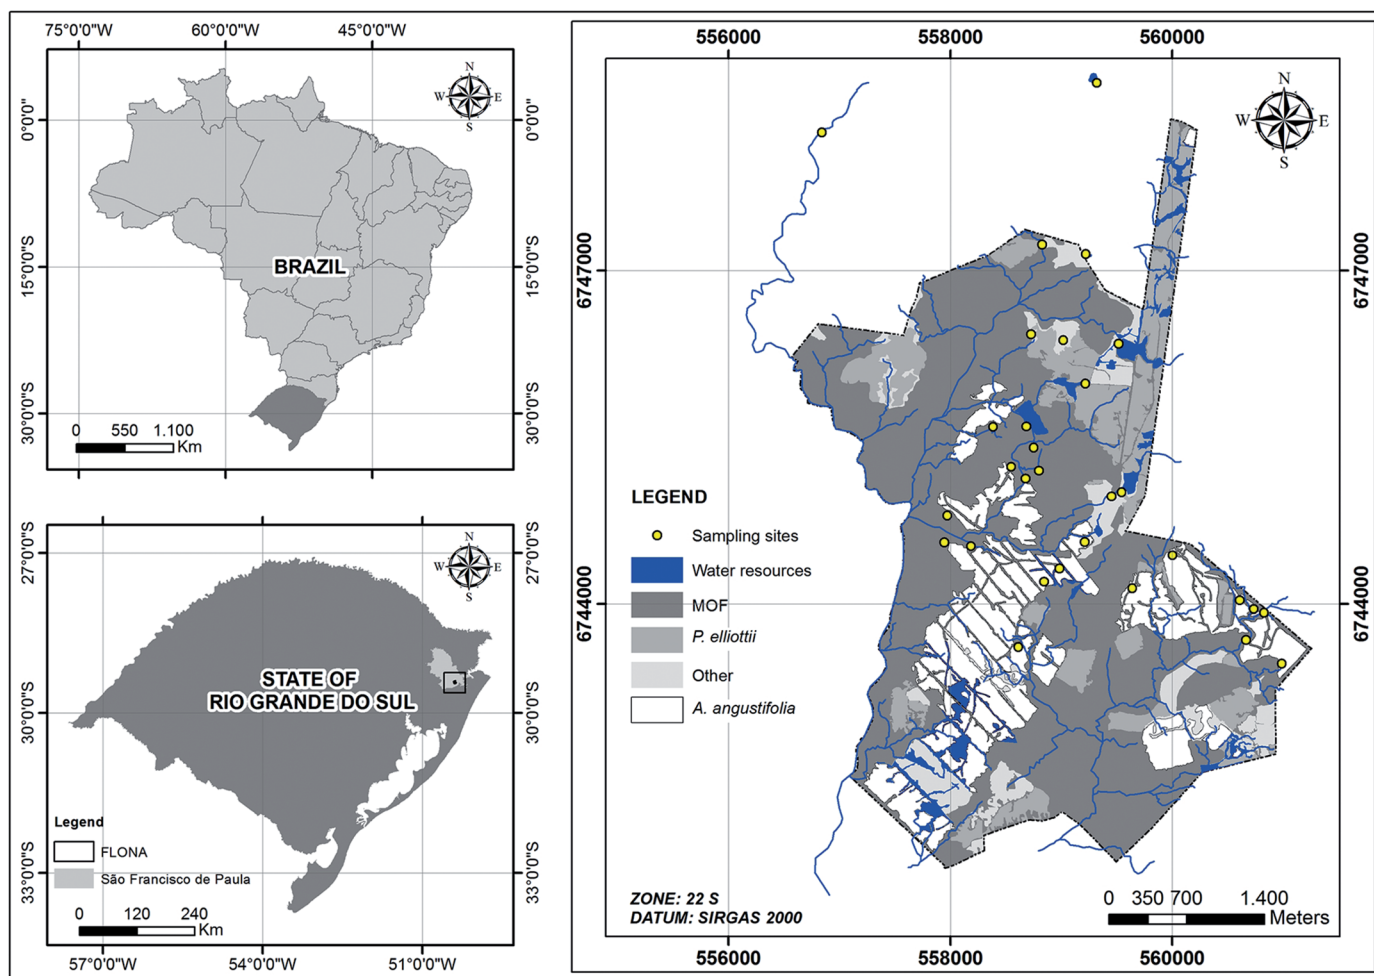 75°0'0"W 60°0'0"W 45°0'0"W
N
W E
S
0°0'0" 0°0'0"
15°0'0"S 15°0'0"S
BRAZIL
30°0'0"S 30°0'0"S
0 550 1.100
Km
27°0'0"S 27°0'0"S
N
W E
S
STATE OF
RIO GRANDE DO SUL
30°0'0"S 30°0'0"S
Legend
FLONA
São Francisco de Paula
33°0'0"S 33°0'0"S
0 120 240
Km
57°0'0"W 54°0'0"W 51°0'0"W
556000 558000 560000
N
W E
S
6747000 6747000
LEGEND
Sampling sites
Water resources
MOF
P. elliottii
Other
A. angustifolia
6744000 6744000
ZONE: 22 S
DATUM: SIRGAS 2000
0 350 700 1.400
Meters
556000 558000 560000